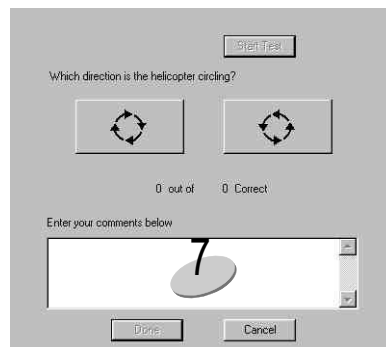 Start Test
Which direction is the helicopter circling?
0 out of 0 Correct
Enter your comments below
7
Done Cancel